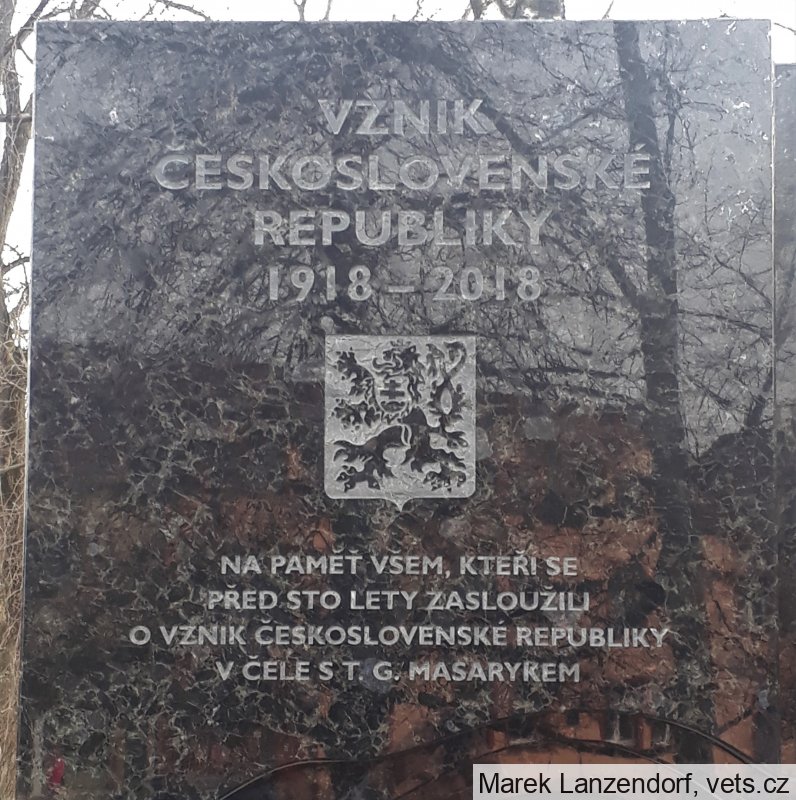 VZNIK
ČESKOSLOVENSKÉ
REPUBLIKY
1918 – 2018
NA PAMĚŤ VŠEM, KTEŘI SE
PŘED STO LETY ZASLOUŽILI
O VZNIK ČESKOSLOVENSKÉ REPUBLIKY
V ČELE S T. G. MASARYKEM
Marek Lanzendorf, vets.cz